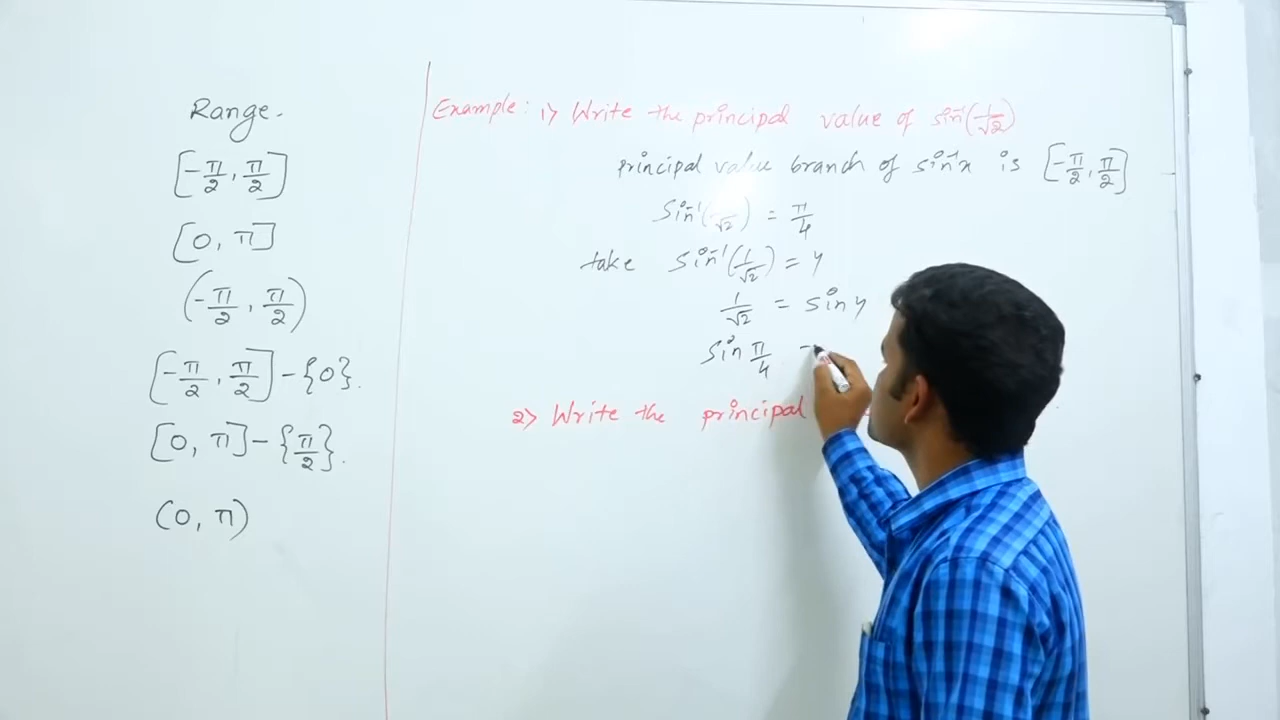 Range.
[-π/2, π/2]
[0, π]
(-π/2, π/2)
[-π/2, π/2] - {0}.
[0, π] - {π/2}.
(0, π)
Example: 1) Write the principal value of sin⁻¹(1/√2)
principal value branch of sin⁻¹x is [-π/2, π/2]
Sin⁻¹(1/√2) = π/4
take Sin⁻¹(1/√2) = y
1/√2 = sin y
Sin π/4
2) Write the principal